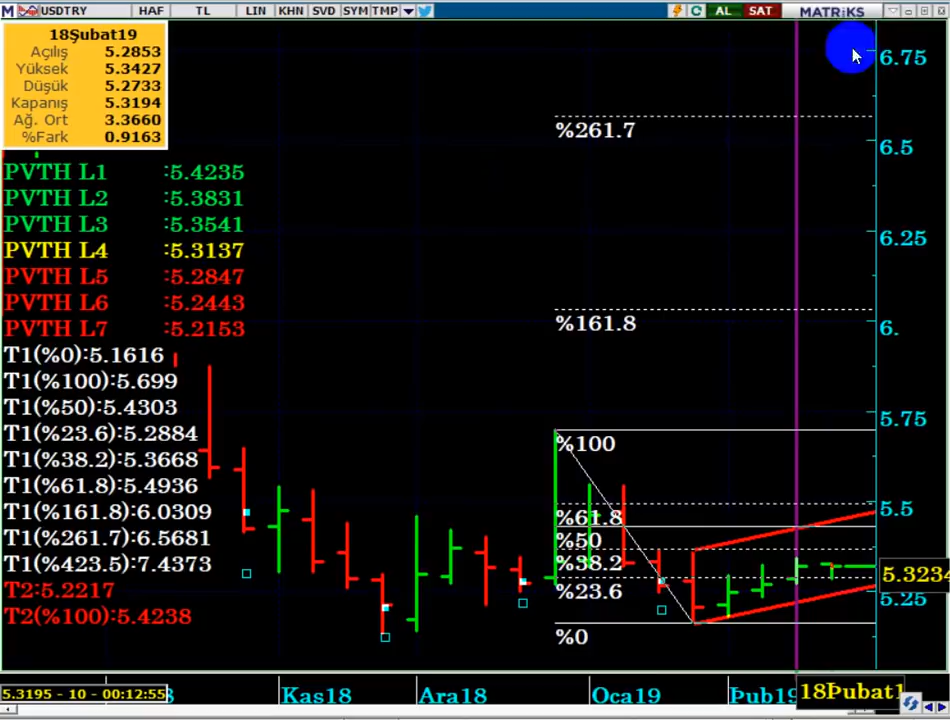 M USDTRY HAF TL LIN KHN SVD SYM TMP AL SAT MATRiKS
18Şubat19
Açılış 5.2853
Yüksek 5.3427
Düşük 5.2733
Kapanış 5.3194
Ağ. Ort 3.3660
%Fark 0.9163
PVTH L1 :5.4235
PVTH L2 :5.3831
PVTH L3 :5.3541
PVTH L4 :5.3137
PVTH L5 :5.2847
PVTH L6 :5.2443
PVTH L7 :5.2153
T1(%0):5.1616
T1(%100):5.699
T1(%50):5.4303
T1(%23.6):5.2884
T1(%38.2):5.3668
T1(%61.8):5.4936
T1(%161.8):6.0309
T1(%261.7):6.5681
T1(%423.5):7.4373
T2:5.2217
T2(%100):5.4238
%261.7
%161.8
%100
%61.8
%50
%38.2
%23.6
%0
6.75
6.5
6.25
6.
5.75
5.5
5.3234
5.25
5.3195 - 10 - 00:12:55
Kas18 Ara18 Oca19 Þub19 18Þubat1